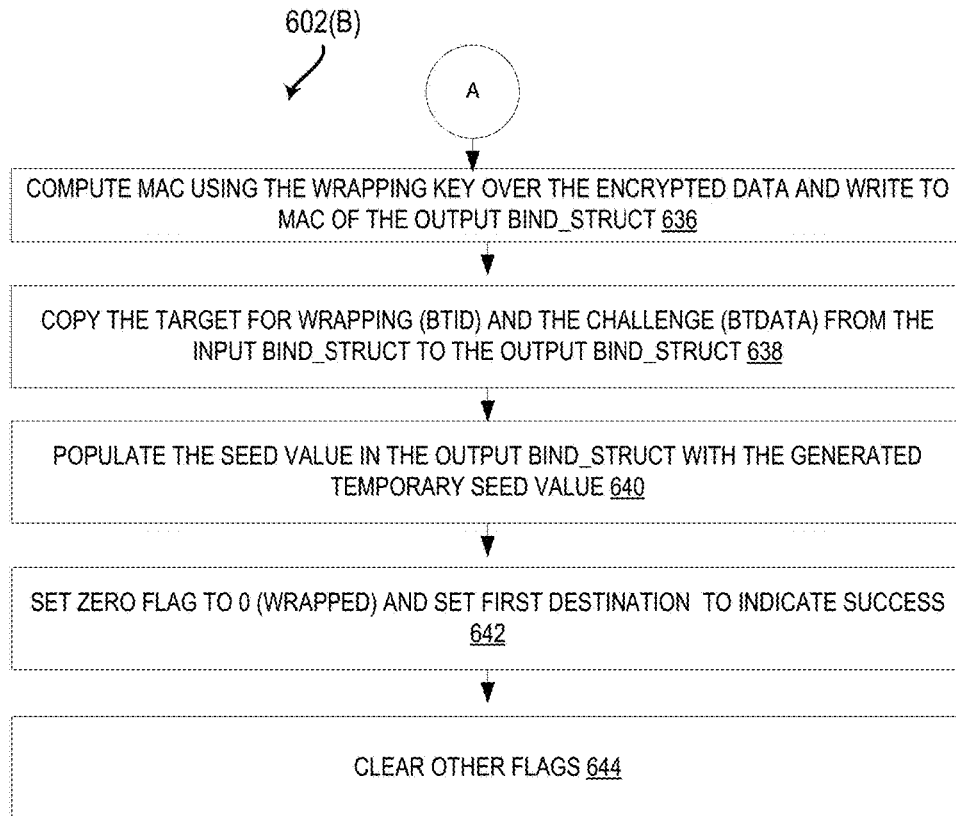 602(B)
A
COMPUTE MAC USING THE WRAPPING KEY OVER THE ENCRYPTED DATA AND WRITE TO
MAC OF THE OUTPUT BIND_STRUCT 636
COPY THE TARGET FOR WRAPPING (BTID) AND THE CHALLENGE (BTDATA) FROM THE
INPUT BIND_STRUCT TO THE OUTPUT BIND_STRUCT 638
POPULATE THE SEED VALUE IN THE OUTPUT BIND_STRUCT WITH THE GENERATED
TEMPORARY SEED VALUE 640
SET ZERO FLAG TO 0 (WRAPPED) AND SET FIRST DESTINATION TO INDICATE SUCCESS
642
CLEAR OTHER FLAGS 644